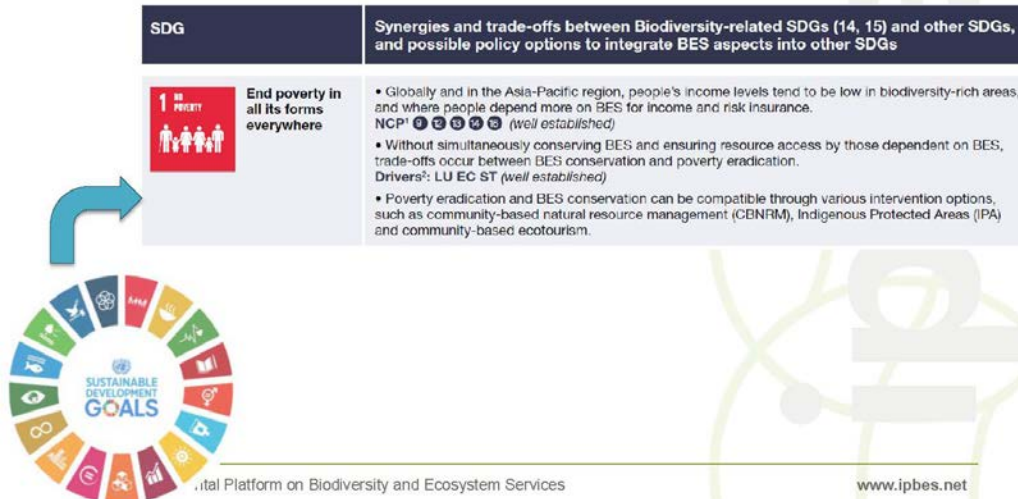 SDG
Synergies and trade-offs between Biodiversity-related SDGs (14, 15) and other SDGs,
and possible policy options to integrate BES aspects into other SDGs
1 NO
POVERTY
End poverty in
all its forms
everywhere
• Globally and in the Asia-Pacific region, people's income levels tend to be low in biodiversity-rich areas,
and where people depend more on BES for income and risk insurance.
NCP¹ 9 12 13 14 15 (well established)
• Without simultaneously conserving BES and ensuring resource access by those dependent on BES,
trade-offs occur between BES conservation and poverty eradication.
Drivers²: LU EC ST (well established)
• Poverty eradication and BES conservation can be compatible through various intervention options,
such as community-based natural resource management (CBNRM), Indigenous Protected Areas (IPA)
and community-based ecotourism.
SUSTAINABLE
DEVELOPMENT
GOALS
Platform on Biodiversity and Ecosystem Services
www.ipbes.net